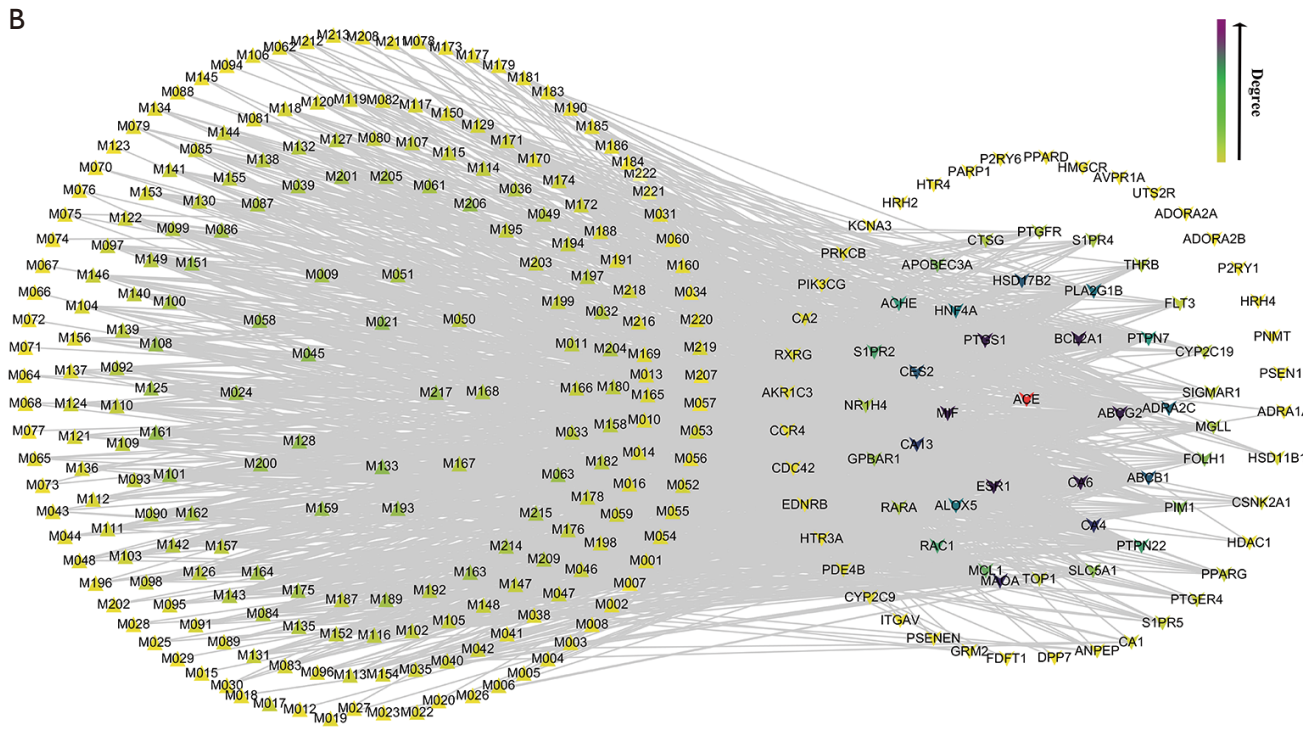 B
Degree
M213 M208 M211 M078 M173
M212 M177
M062 M179
M106 M181
M094 M183
M145 M190
M088 M185
M134 M186
M079 M184
M123 M222
M070 M221
M076 M031
M075 M060
M074 M160
M067 M034
M066 M220
M072 M219
M071 M207
M064 M057
M068 M053
M077 M056
M065 M052
M073 M055
M043 M054
M044 M001
M048 M007
M196 M002
M202 M008
M028 M003
M025 M004
M029 M005
M015 M006
M030 M026
M018 M020
M017 M012 M019 M027 M023 M022
M120 M119 M082 M117
M118 M150
M081 M129
M144 M171
M085 M170
M141 M174
M153 M172
M122 M188
M097 M191
M146 M218
M104 M216
M156 M169
M137 M013
M124 M165
M121 M010
M136 M014
M112 M016
M111 M059
M103 M198
M098 M046
M095 M047
M091 M038
M089 M041
M131 M042
M083 M040
M096 M113 M154 M035
M127 M080 M107
M132 M115
M138 M114
M155 M036
M130 M049
M099 M194
M149 M197
M140 M032
M139 M204
M092 M180
M110 M158
M109 M182
M093 M178
M090 M176
M142 M209
M126 M147
M143 M148
M084 M105
M135 M152 M116 M102
M201 M205 M061
M039 M206
M087 M195
M086 M203
M151 M199
M100 M011
M108 M166
M125 M033
M161 M063
M101 M215
M162 M214
M157 M163
M164 M192
M175 M187 M189
M009 M051
M058 M021 M050
M045
M024 M217 M168
M128
M200 M133 M167
M159 M193
P2RY6 PPARD
PARP1 HMGCR
HTR4 AVPR1A
HRH2 UTS2R
KCNA3 ADORA2A
PRKCB ADORA2B
PIK3CG P2RY1
CA2 HRH4
RXRG PNMT
AKR1C3 PSEN1
CCR4 ADRA1A
CDC42 HSD11B1
EDNRB CSNK2A1
HTR3A HDAC1
PDE4B PPARG
CYP2C9 PTGER4
ITGAV S1PR5
PSENEN CA1
GRM2 FDFT1 DPP7 ANPEP
CTSG PTGFR S1PR4
APOBEC3A THRB
ACHE FLT3
S1PR2 CYP2C19
NR1H4 SIGMAR1
GPBAR1 MGLL
RARA FOLH1
RAC1 PIM1
MCL1 PTPN22
MAOA TOP1 SLC5A1
HSD17B2 PLA2G1B
HNF4A PTPN7
PTGS1 BCL2A1
CES2
ACE
MIF ABCG2 ADRA2C
CA13
ESR1 CA6 ABCB1
ALOX5 CA4